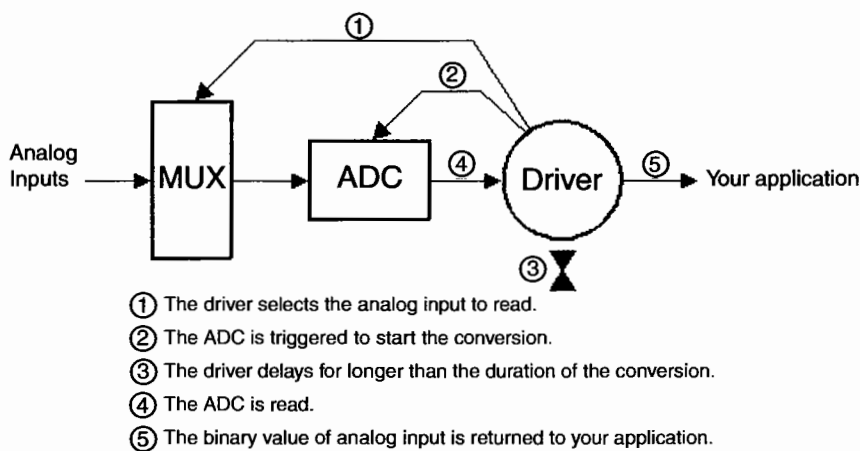 ①
②
Analog
Inputs
MUX
ADC
④
Driver
⑤
Your application
③
① The driver selects the analog input to read.
② The ADC is triggered to start the conversion.
③ The driver delays for longer than the duration of the conversion.
④ The ADC is read.
⑤ The binary value of analog input is returned to your application.